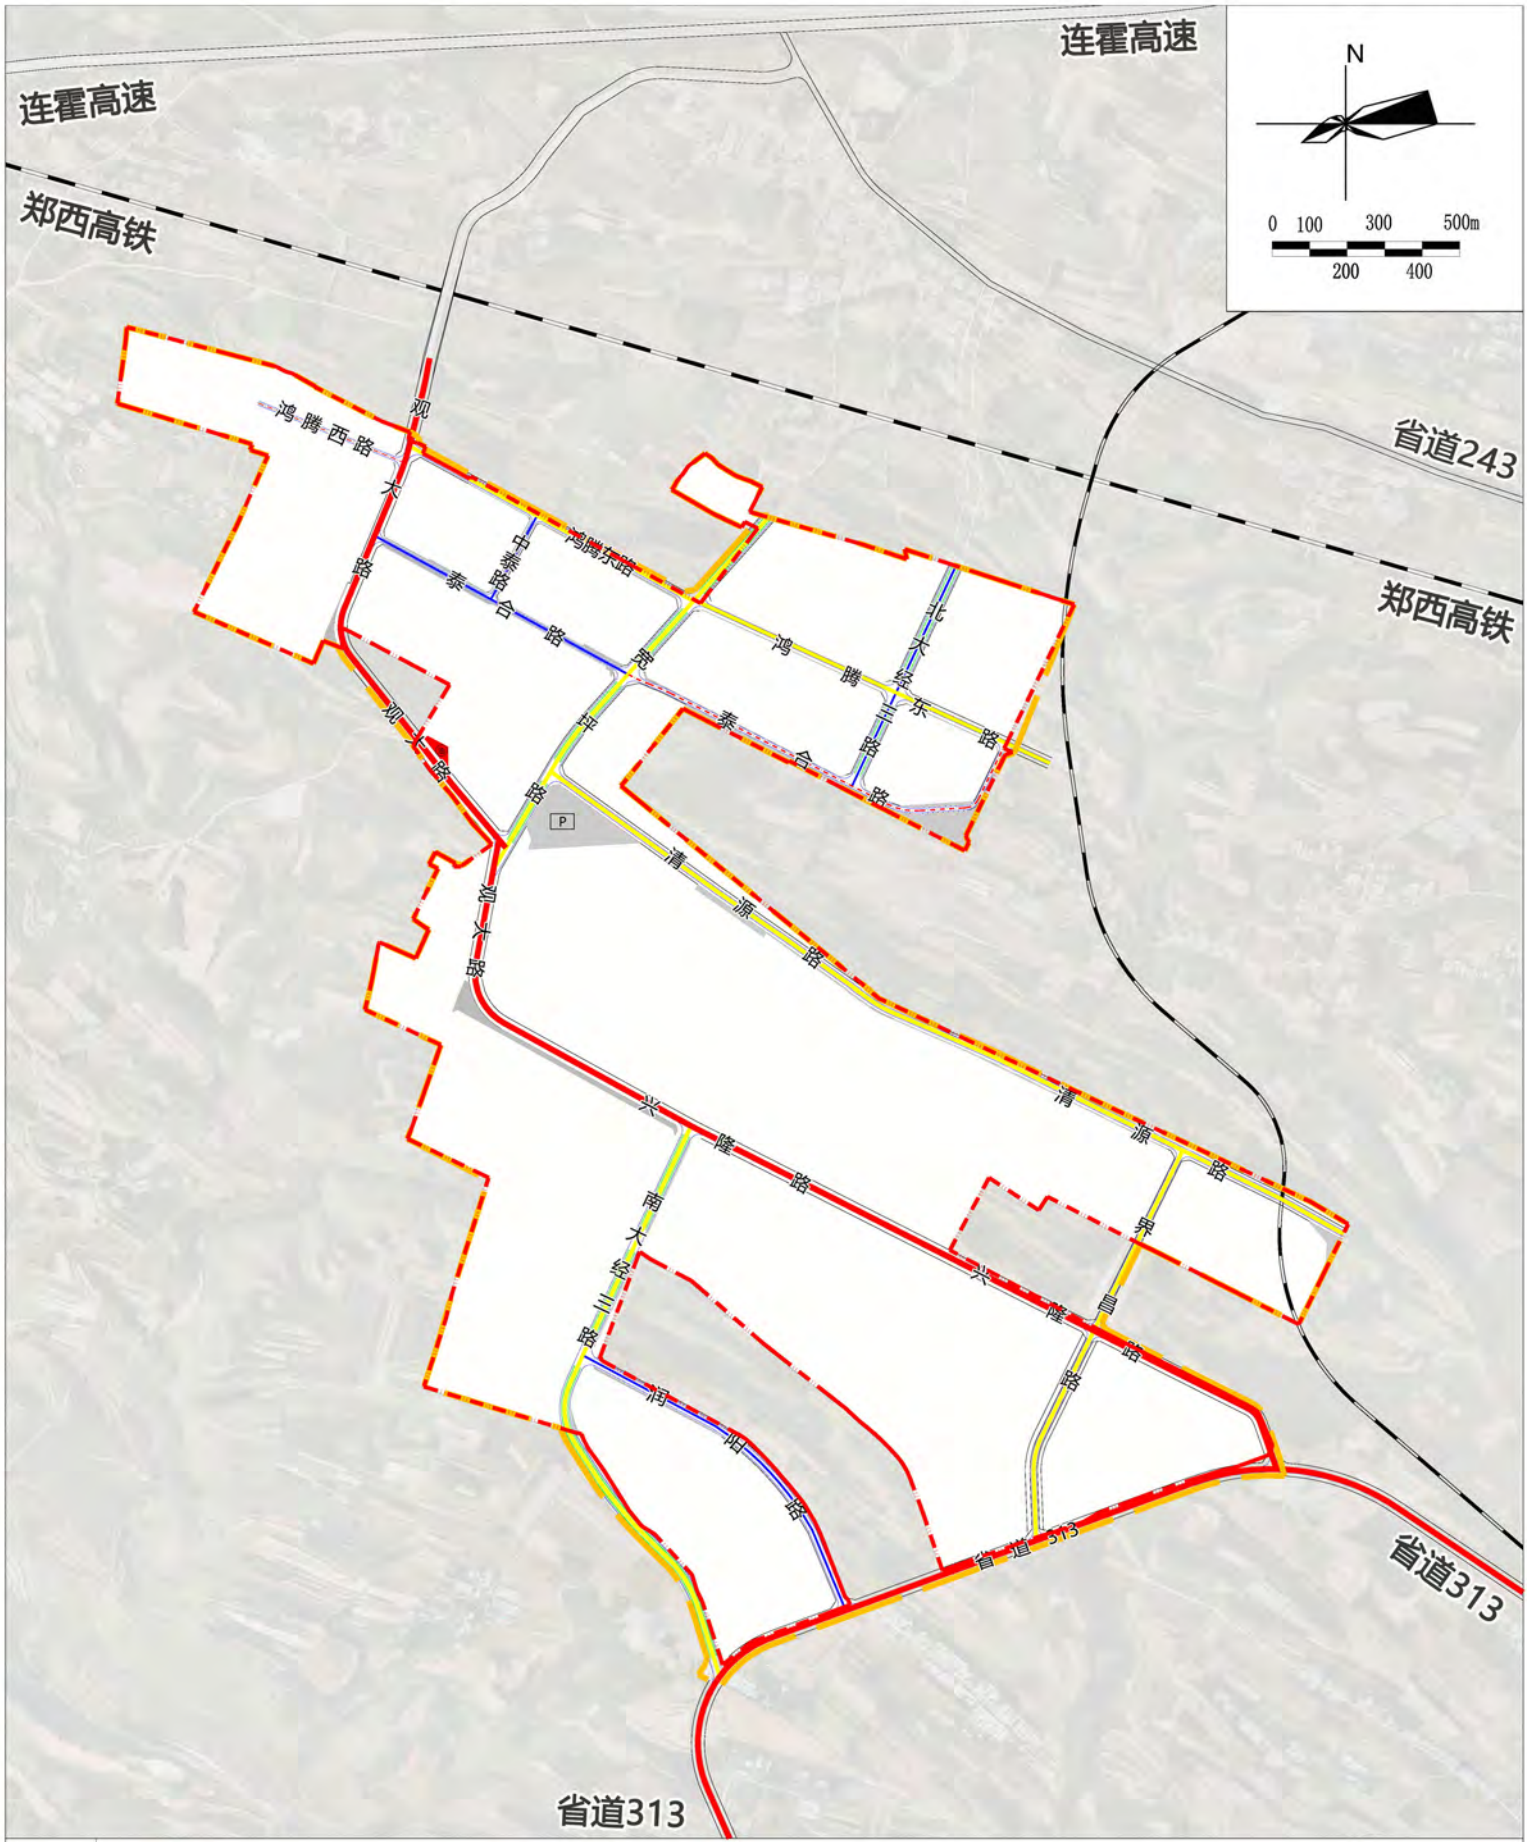 连霍高速
连霍高速
N
0 100 300 500m
200 400
郑西高铁
省道243
郑西高铁
鸿腾西路
观大路
中泰路
鸿腾东路
泰合路
宽坪路
北大经三路
鸿腾东路
泰合路
观大路
P
清源路
观大路
清源路
兴隆路
南大经三路
界昌路
兴隆路
润阳路
省道313
省道313
省道313